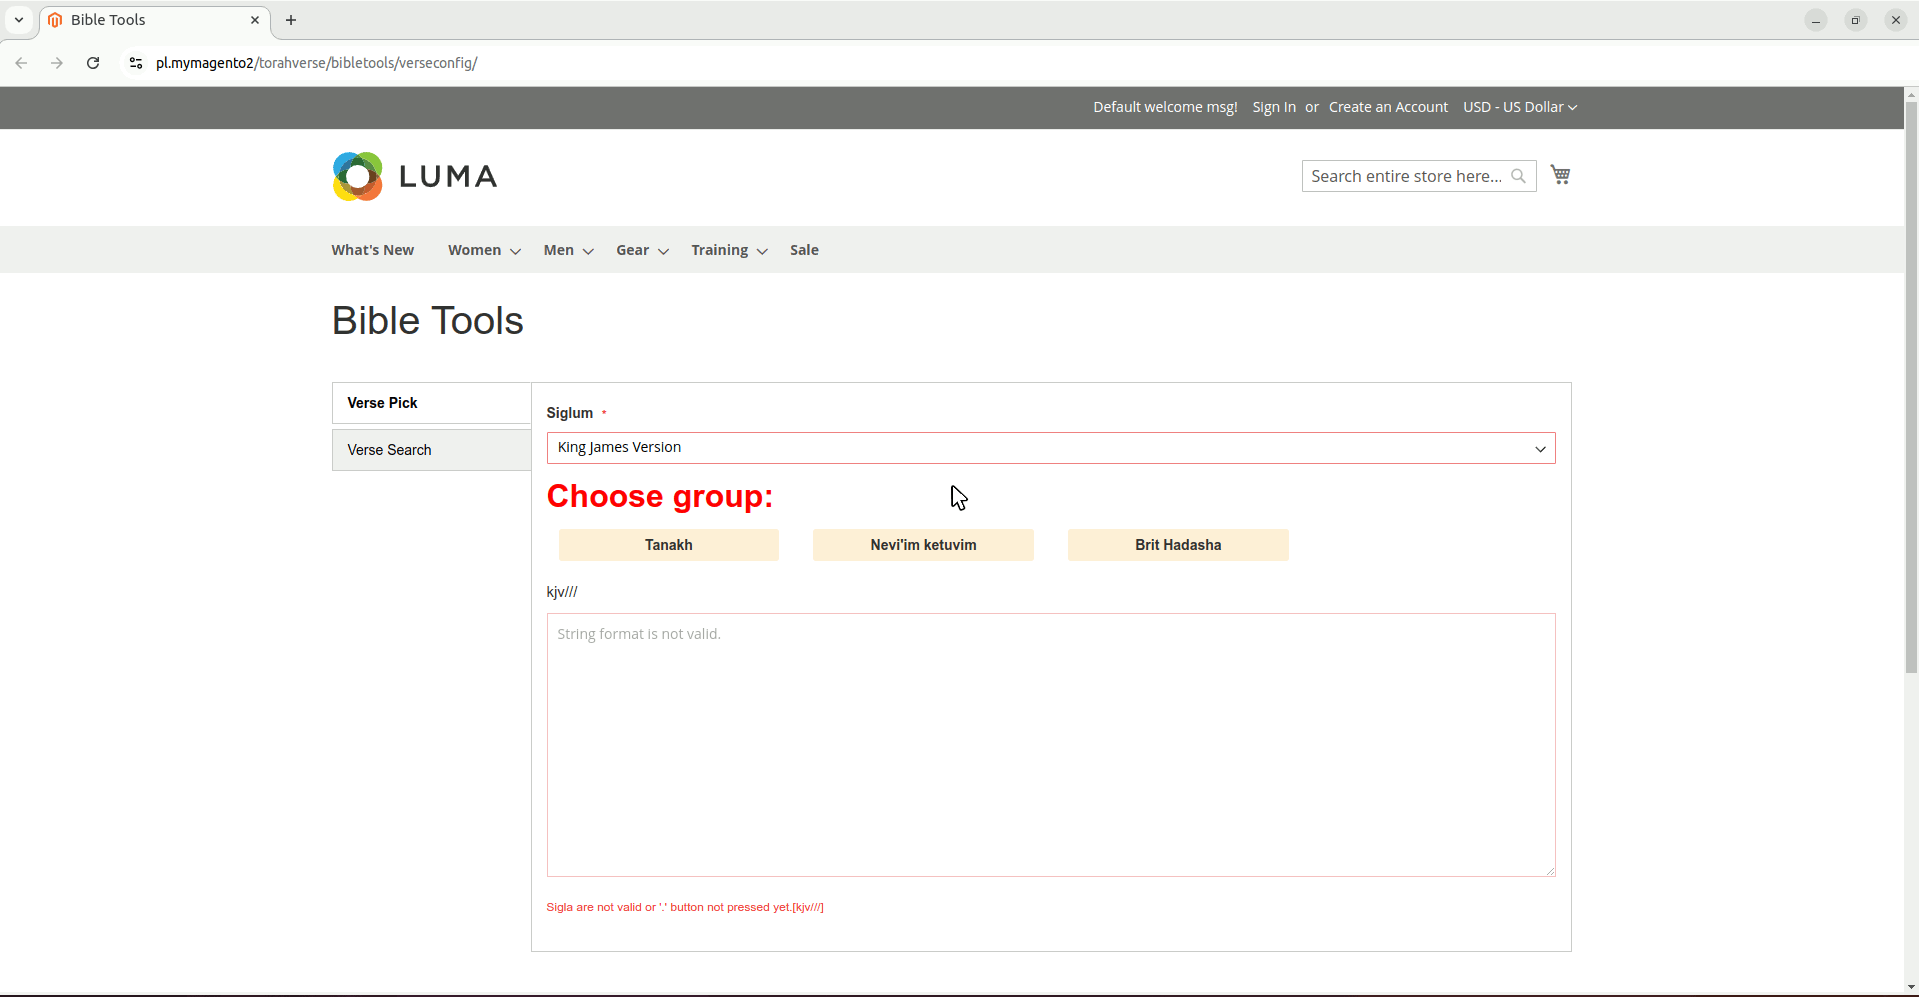 Bible Tools
pl.mymagento2/torahverse/bibletools/verseconfig/
Default welcome msg! Sign In or Create an Account USD - US Dollar
LUMA
Search entire store here...
What's New Women Men Gear Training Sale
Bible Tools
Verse Pick
Verse Search
Siglum *
King James Version
Choose group:
Tanakh Nevi'im ketuvim Brit Hadasha
kjv///
String format is not valid.
Sigla are not valid or '.' button not pressed yet.[kjv///]